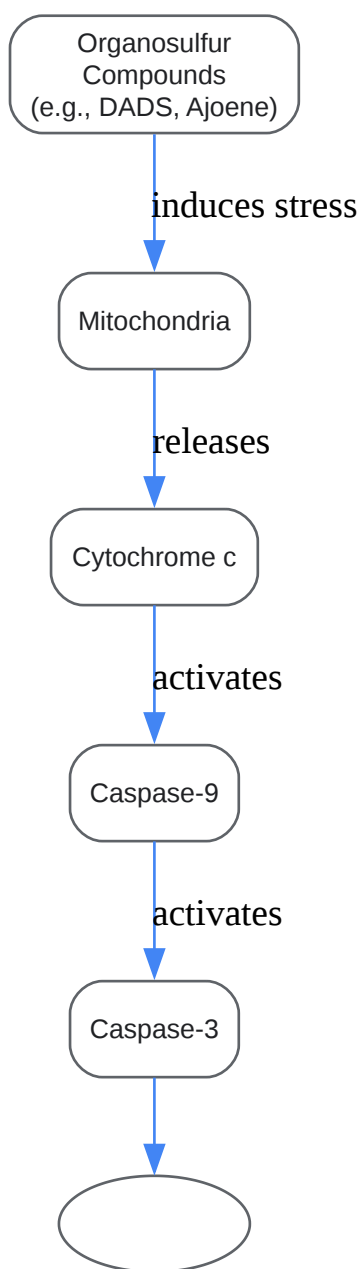 Organosulfur
Compounds
(e.g., DADS, Ajoene)
induces stress
Mitochondria
releases
Cytochrome c
activates
Caspase-9
activates
Caspase-3